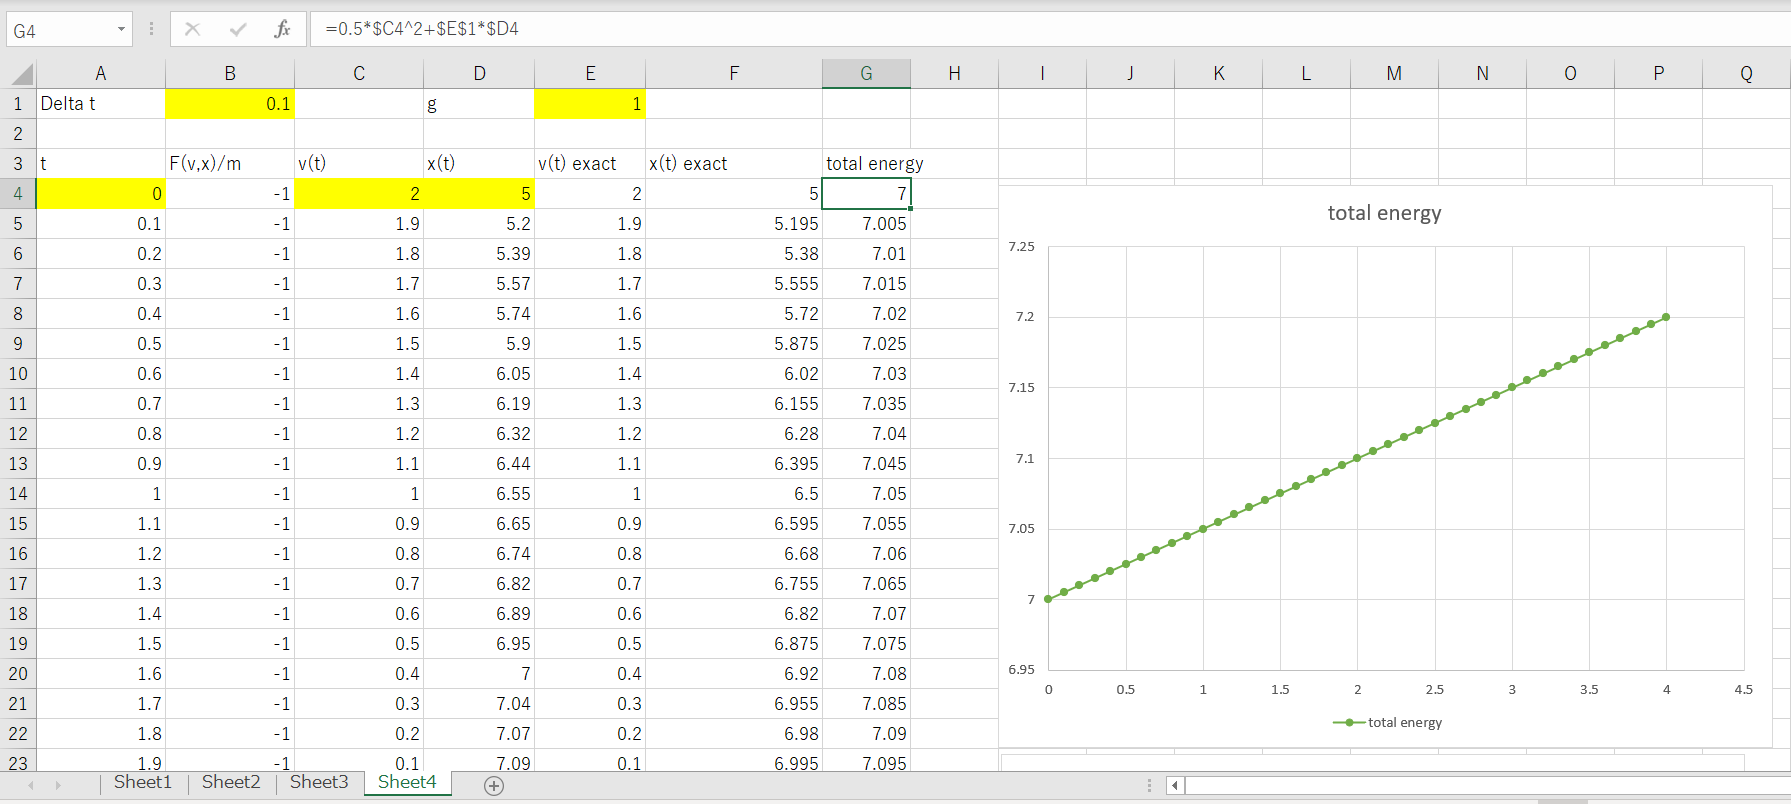 G4 fx =0.5*$C4^2+$E$1*$D4
A B C D E F G H I J K L M N O P Q
1 Delta t 0.1 g 1
2
3 t F(v,x)/m v(t) x(t) v(t) exact x(t) exact total energy
4 0 -1 2 5 2 5 7
5 0.1 -1 1.9 5.2 1.9 5.195 7.005
6 0.2 -1 1.8 5.39 1.8 5.38 7.01
7 0.3 -1 1.7 5.57 1.7 5.555 7.015
8 0.4 -1 1.6 5.74 1.6 5.72 7.02
9 0.5 -1 1.5 5.9 1.5 5.875 7.025
10 0.6 -1 1.4 6.05 1.4 6.02 7.03
11 0.7 -1 1.3 6.19 1.3 6.155 7.035
12 0.8 -1 1.2 6.32 1.2 6.28 7.04
13 0.9 -1 1.1 6.44 1.1 6.395 7.045
14 1 -1 1 6.55 1 6.5 7.05
15 1.1 -1 0.9 6.65 0.9 6.595 7.055
16 1.2 -1 0.8 6.74 0.8 6.68 7.06
17 1.3 -1 0.7 6.82 0.7 6.755 7.065
18 1.4 -1 0.6 6.89 0.6 6.82 7.07
19 1.5 -1 0.5 6.95 0.5 6.875 7.075
20 1.6 -1 0.4 7 0.4 6.92 7.08
21 1.7 -1 0.3 7.04 0.3 6.955 7.085
22 1.8 -1 0.2 7.07 0.2 6.98 7.09
23 1.9 -1 0.1 7.09 0.1 6.995 7.095
total energy
7.25
7.2
7.15
7.1
7.05
7
6.95
0 0.5 1 1.5 2 2.5 3 3.5 4 4.5
total energy
Sheet1 Sheet2 Sheet3 Sheet4